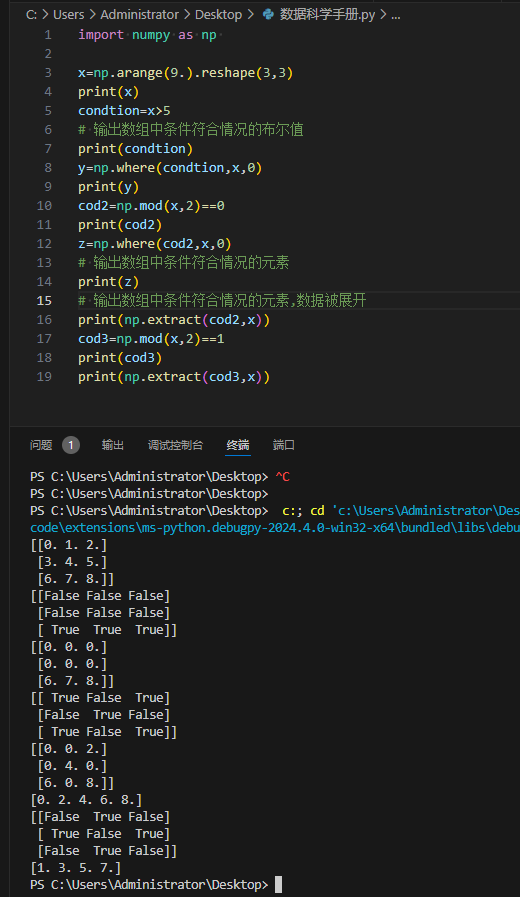 C: > Users > Administrator > Desktop > 数据科学手册.py > ...
1 import numpy as np
2
3 x=np.arange(9.).reshape(3,3)
4 print(x)
5 condtion=x>5
6 # 输出数组中条件符合情况的布尔值
7 print(condtion)
8 y=np.where(condtion,x,0)
9 print(y)
10 cod2=np.mod(x,2)==0
11 print(cod2)
12 z=np.where(cod2,x,0)
13 # 输出数组中条件符合情况的元素
14 print(z)
15 # 输出数组中条件符合情况的元素,数据被展开
16 print(np.extract(cod2,x))
17 cod3=np.mod(x,2)==1
18 print(cod3)
19 print(np.extract(cod3,x))
问题 1 输出 调试控制台 终端 端口
PS C:\Users\Administrator\Desktop> ^C
PS C:\Users\Administrator\Desktop>
PS C:\Users\Administrator\Desktop>  c:; cd 'c:\Users\Administrator\Des
code\extensions\ms-python.debugpy-2024.4.0-win32-x64\bundled\libs\debu
[[0. 1. 2.]
 [3. 4. 5.]
 [6. 7. 8.]]
[[False False False]
 [False False False]
 [ True  True  True]]
[[0. 0. 0.]
 [0. 0. 0.]
 [6. 7. 8.]]
[[ True False  True]
 [False  True False]
 [ True False  True]]
[[0. 0. 2.]
 [0. 4. 0.]
 [6. 0. 8.]]
[0. 2. 4. 6. 8.]
[[False  True False]
 [ True False  True]
 [False  True False]]
[1. 3. 5. 7.]
PS C:\Users\Administrator\Desktop>